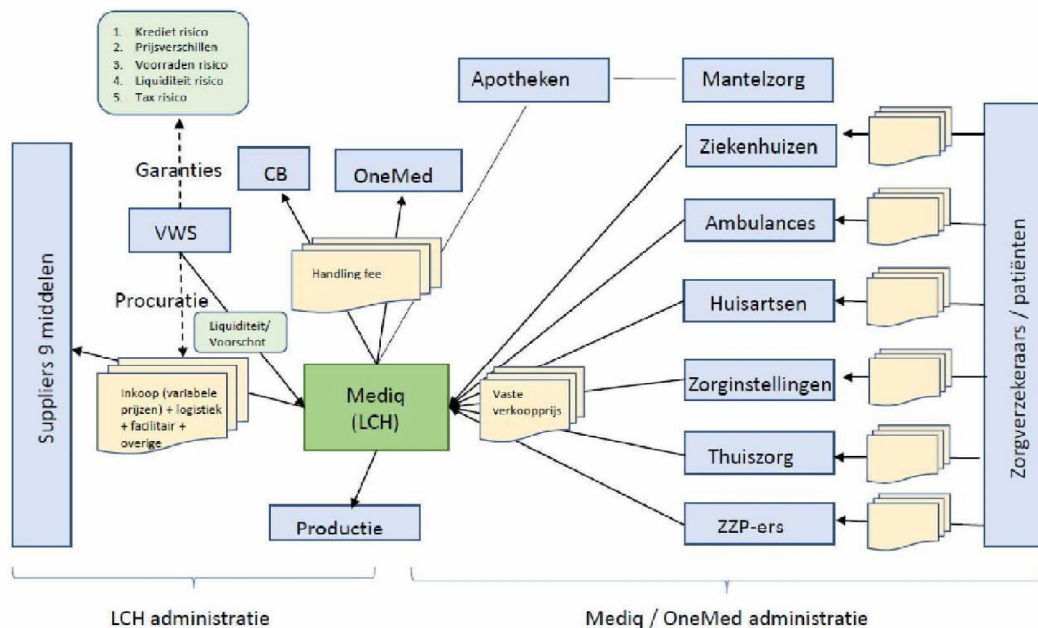 1. Krediet risico
2. Prijsverschillen
3. Voorraden risico
4. Liquiditeit risico
5. Tax risico
Garanties
VWS
Procuratie
Suppliers 9 middelen
CB
OneMed
Handling fee
Liquiditeit/
Voorschot
Inkoop (variabele
prijzen) + logistiek
+ facilitair +
overige
Mediq
(LCH)
Productie
Apotheken
Mantelzorg
Ziekenhuizen
Ambulances
Huisartsen
Zorginstellingen
Thuiszorg
ZZP-ers
Vaste
verkoopprijs
Zorgverzekeraars / patiënten
LCH administratie
Mediq / OneMed administratie